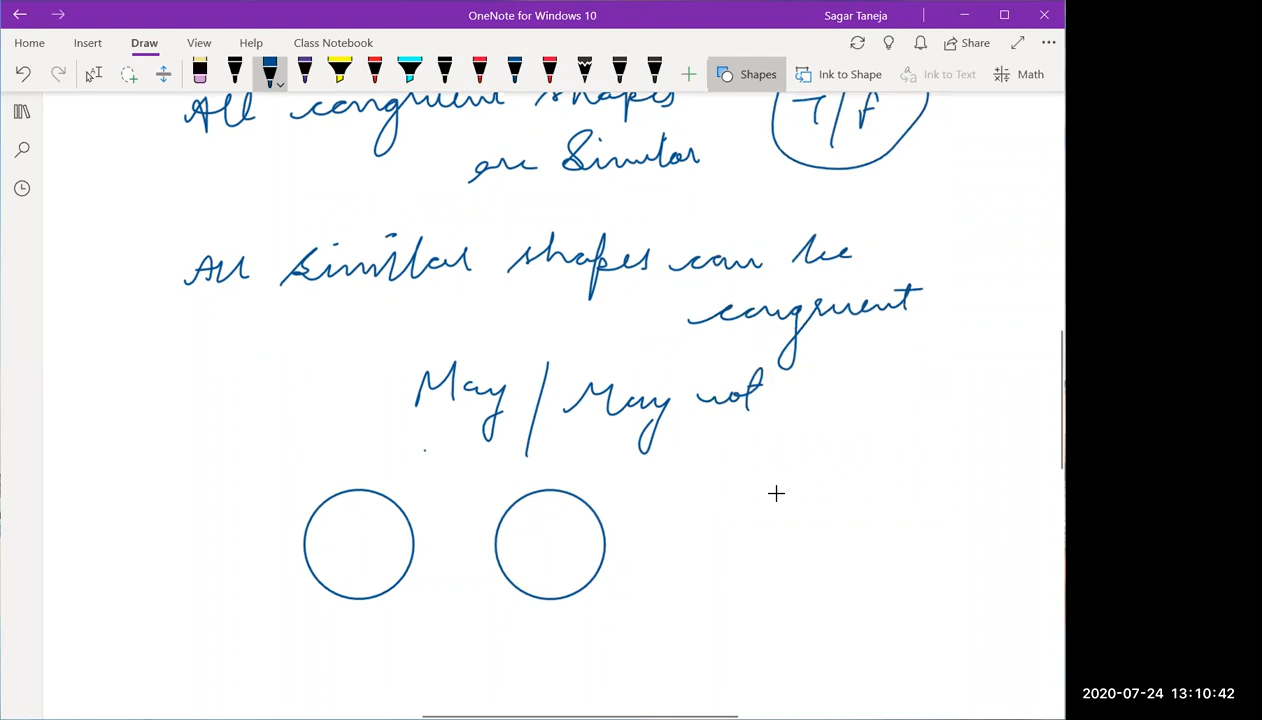 OneNote for Windows 10
Sagar Taneja
Home Insert Draw View Help Class Notebook
Share
Shapes Ink to Shape Ink to Text Math
All congruent shapes T/F
are Similar
All similar shapes can be
congruent
May / May not
2020-07-24 13:10:42